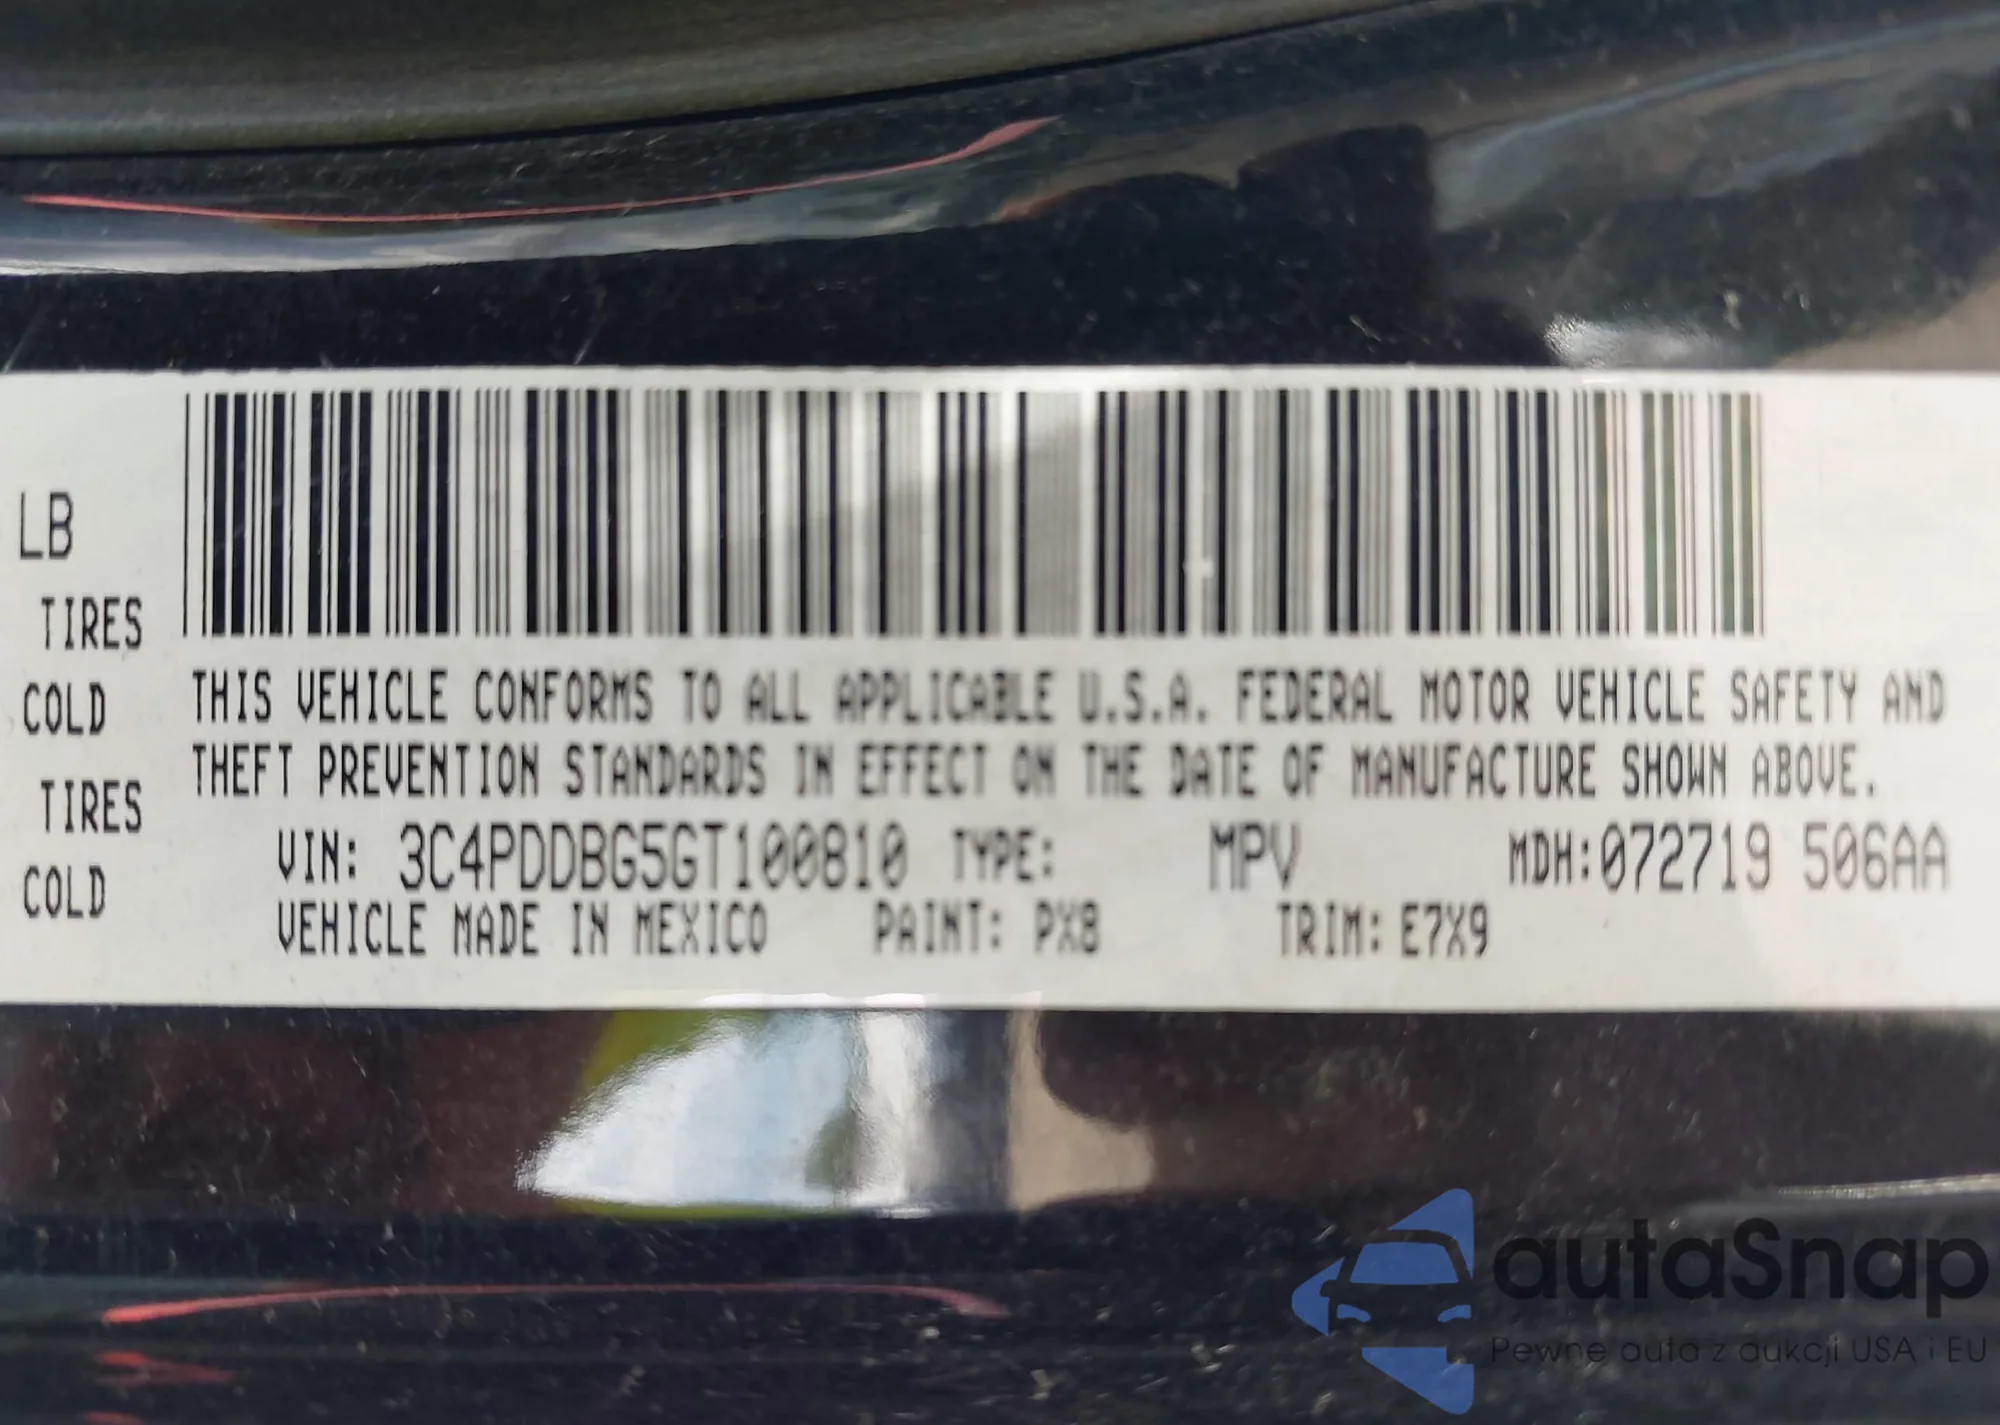 LB
TIRES
COLD
TIRES
COLD
THIS VEHICLE CONFORMS TO ALL APPLICABLE U.S.A. FEDERAL MOTOR VEHICLE SAFETY AND
THEFT PREVENTION STANDARDS IN EFFECT ON THE DATE OF MANUFACTURE SHOWN ABOVE.
VIN: 3C4PDDBG5GT100810 TYPE: MPV MDH:072719 506AA
VEHICLE MADE IN MEXICO PAINT: PX8 TRIM: E7X9
autaSnap
Pewne auta z aukcji USA i EU